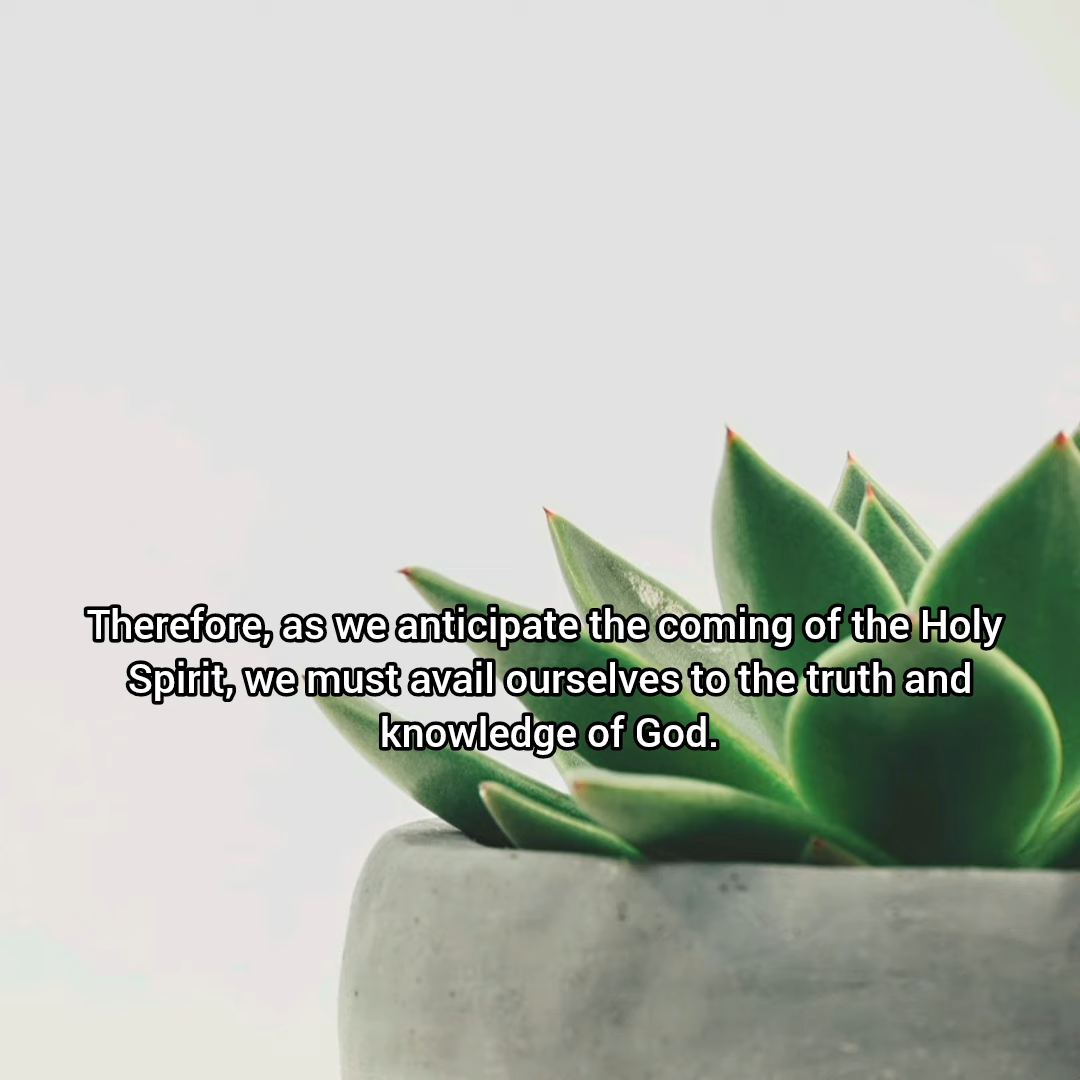 Therefore, as we anticipate the coming of the Holy
Spirit, we must avail ourselves to the truth and
knowledge of God.